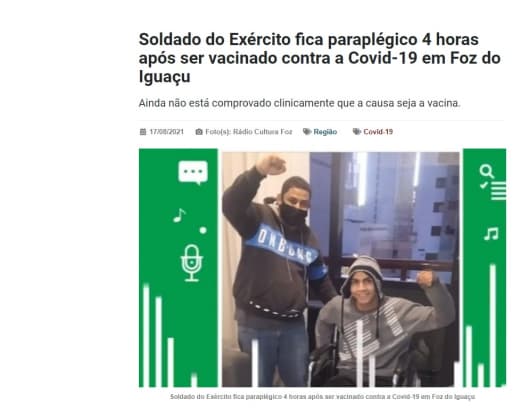 Soldado do Exército fica paraplégico 4 horas
após ser vacinado contra a Covid-19 em Foz do
Iguaçu
Ainda não está comprovado clinicamente que a causa seja a vacina.
17/08/2021 Foto(s): Rádio Cultura Foz Região Covid-19
Soldado do Exército fica paraplégico 4 horas após ser vacinado contra a Covid-19 em Foz do Iguaçu